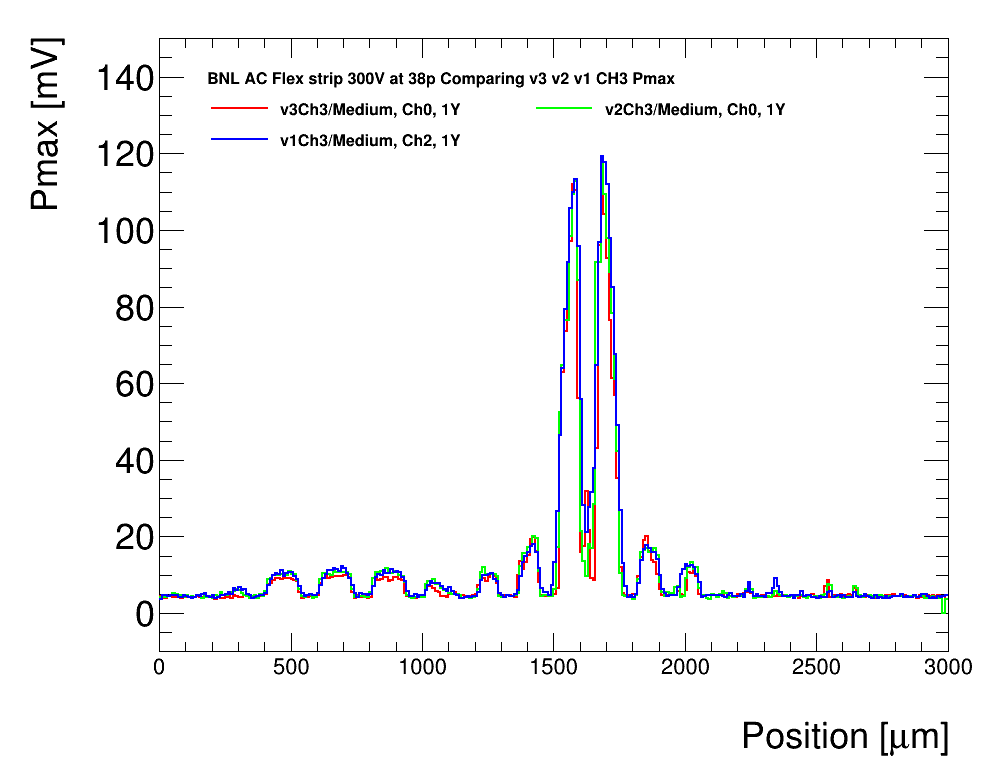 BNL AC Flex strip 300V at 38p Comparing v3 v2 v1 CH3 Pmax
v3Ch3/Medium, Ch0, 1Y
v2Ch3/Medium, Ch0, 1Y
v1Ch3/Medium, Ch2, 1Y
Pmax [mV]
140
120
100
80
60
40
20
0
0 500 1000 1500 2000 2500 3000
Position [μm]